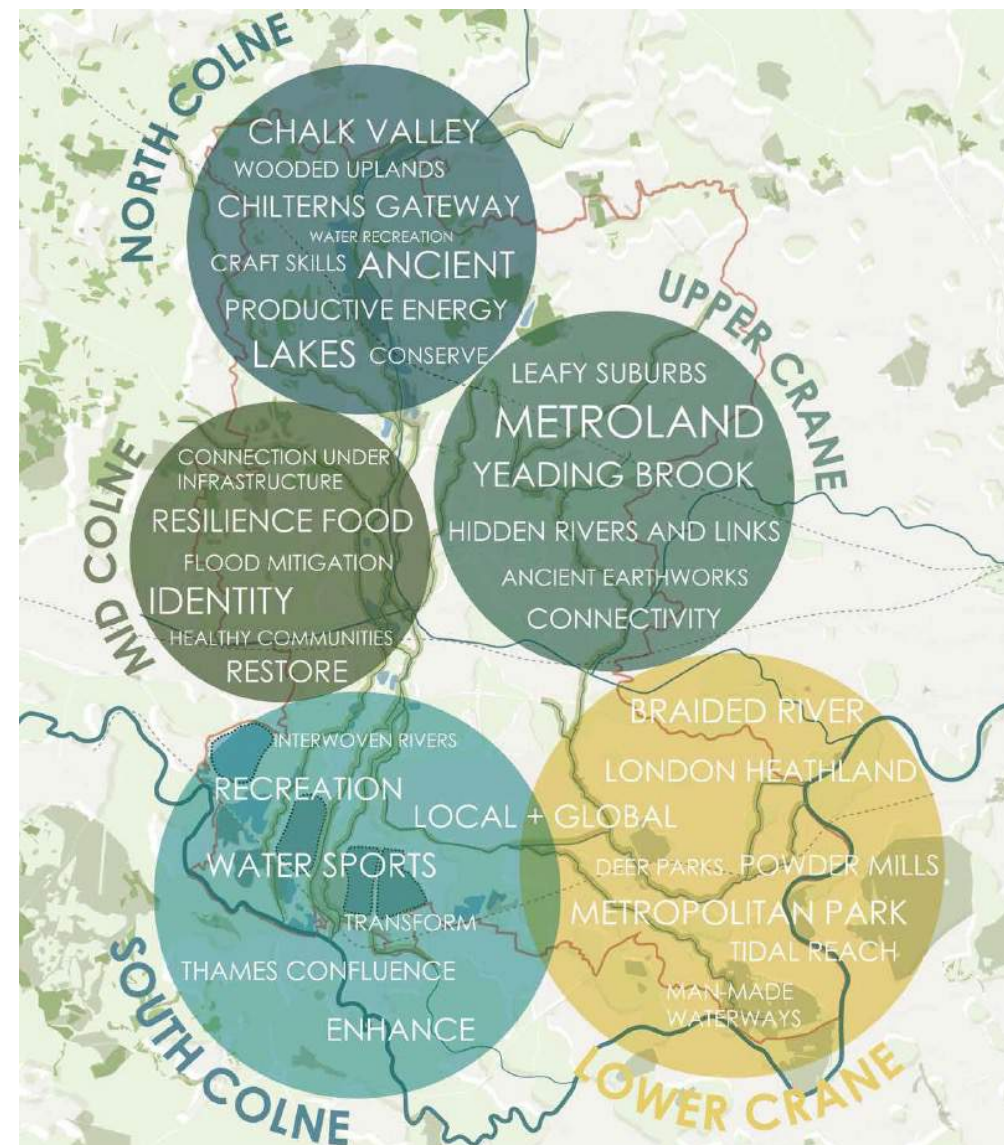 NORTH COLNE
CHALK VALLEY
WOODED UPLANDS
CHILTERNS GATEWAY
WATER RECREATION
CRAFT SKILLS ANCIENT
PRODUCTIVE ENERGY
LAKES CONSERVE
UPPER CRANE
LEAFY SUBURBS
METROLAND
YEADING BROOK
HIDDEN RIVERS AND LINKS
ANCIENT EARTHWORKS
CONNECTIVITY
MID COLNE
CONNECTION UNDER
INFRASTRUCTURE
RESILIENCE FOOD
FLOOD MITIGATION
IDENTITY
HEALTHY COMMUNITIES
RESTORE
SOUTH COLNE
INTERWOVEN RIVERS
RECREATION
LOCAL + GLOBAL
WATER SPORTS
TRANSFORM
THAMES CONFLUENCE
ENHANCE
LOWER CRANE
BRAIDED RIVER
LONDON HEATHLAND
DEER PARKS POWDER MILLS
METROPOLITAN PARK
TIDAL REACH
MAN-MADE
WATERWAYS